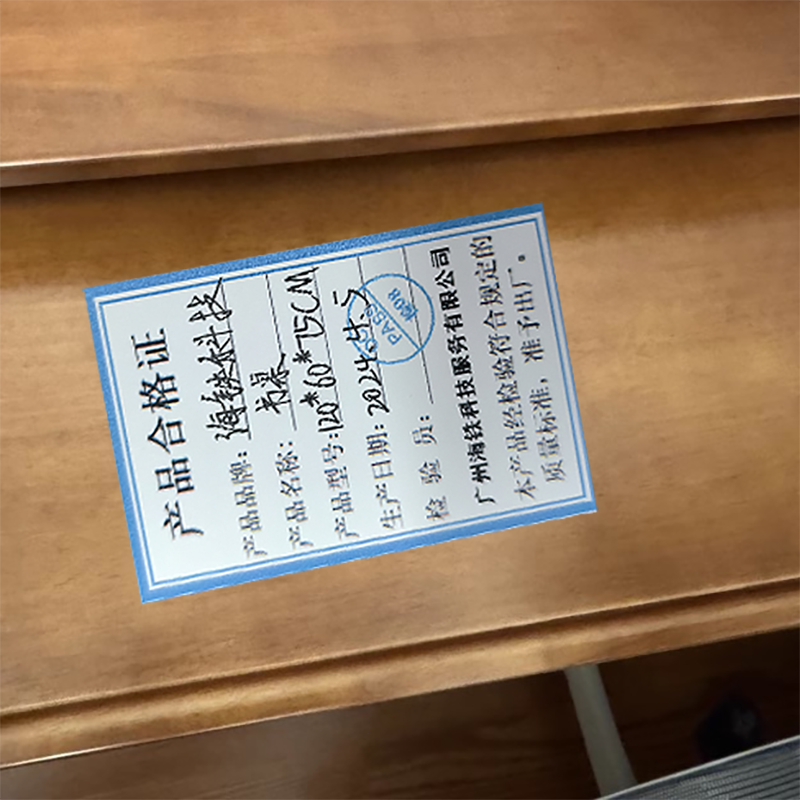 产品合格证
产品品牌：海铁科技
产品名称：书桌
产品型号：120*60*75CM
生产日期：2024.4.5
检 验 员：
PASS
广州海铁科技服务有限公司
本产品经检验符合规定的
质量标准，准予出厂。